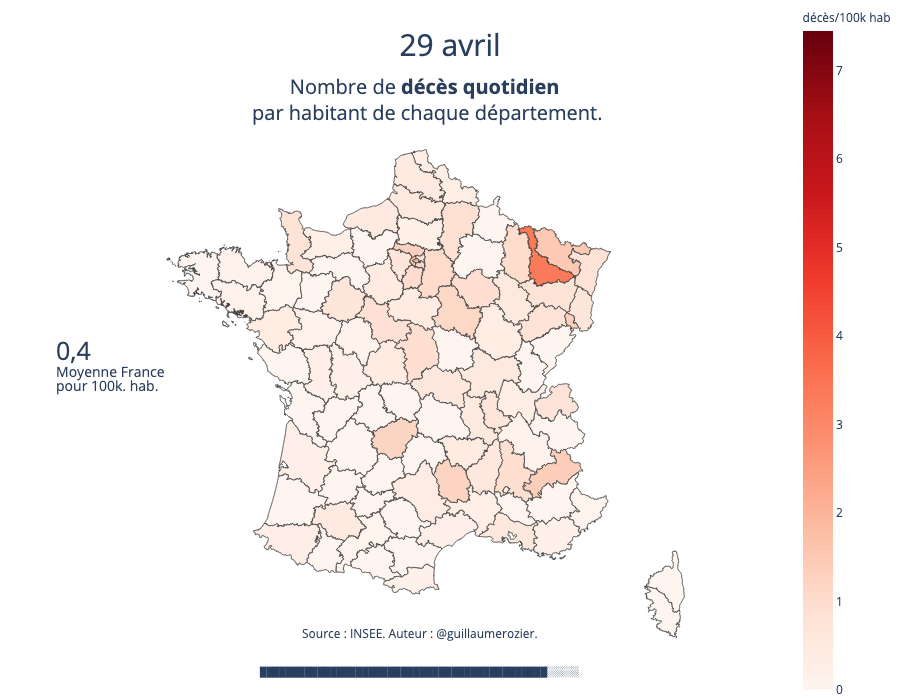 29 avril
Nombre de décès quotidien
par habitant de chaque département.
décès/100k hab
7
6
5
4
3
2
1
0
0,4
Moyenne France
pour 100k. hab.
Source : INSEE. Auteur : @guillaumerozier.